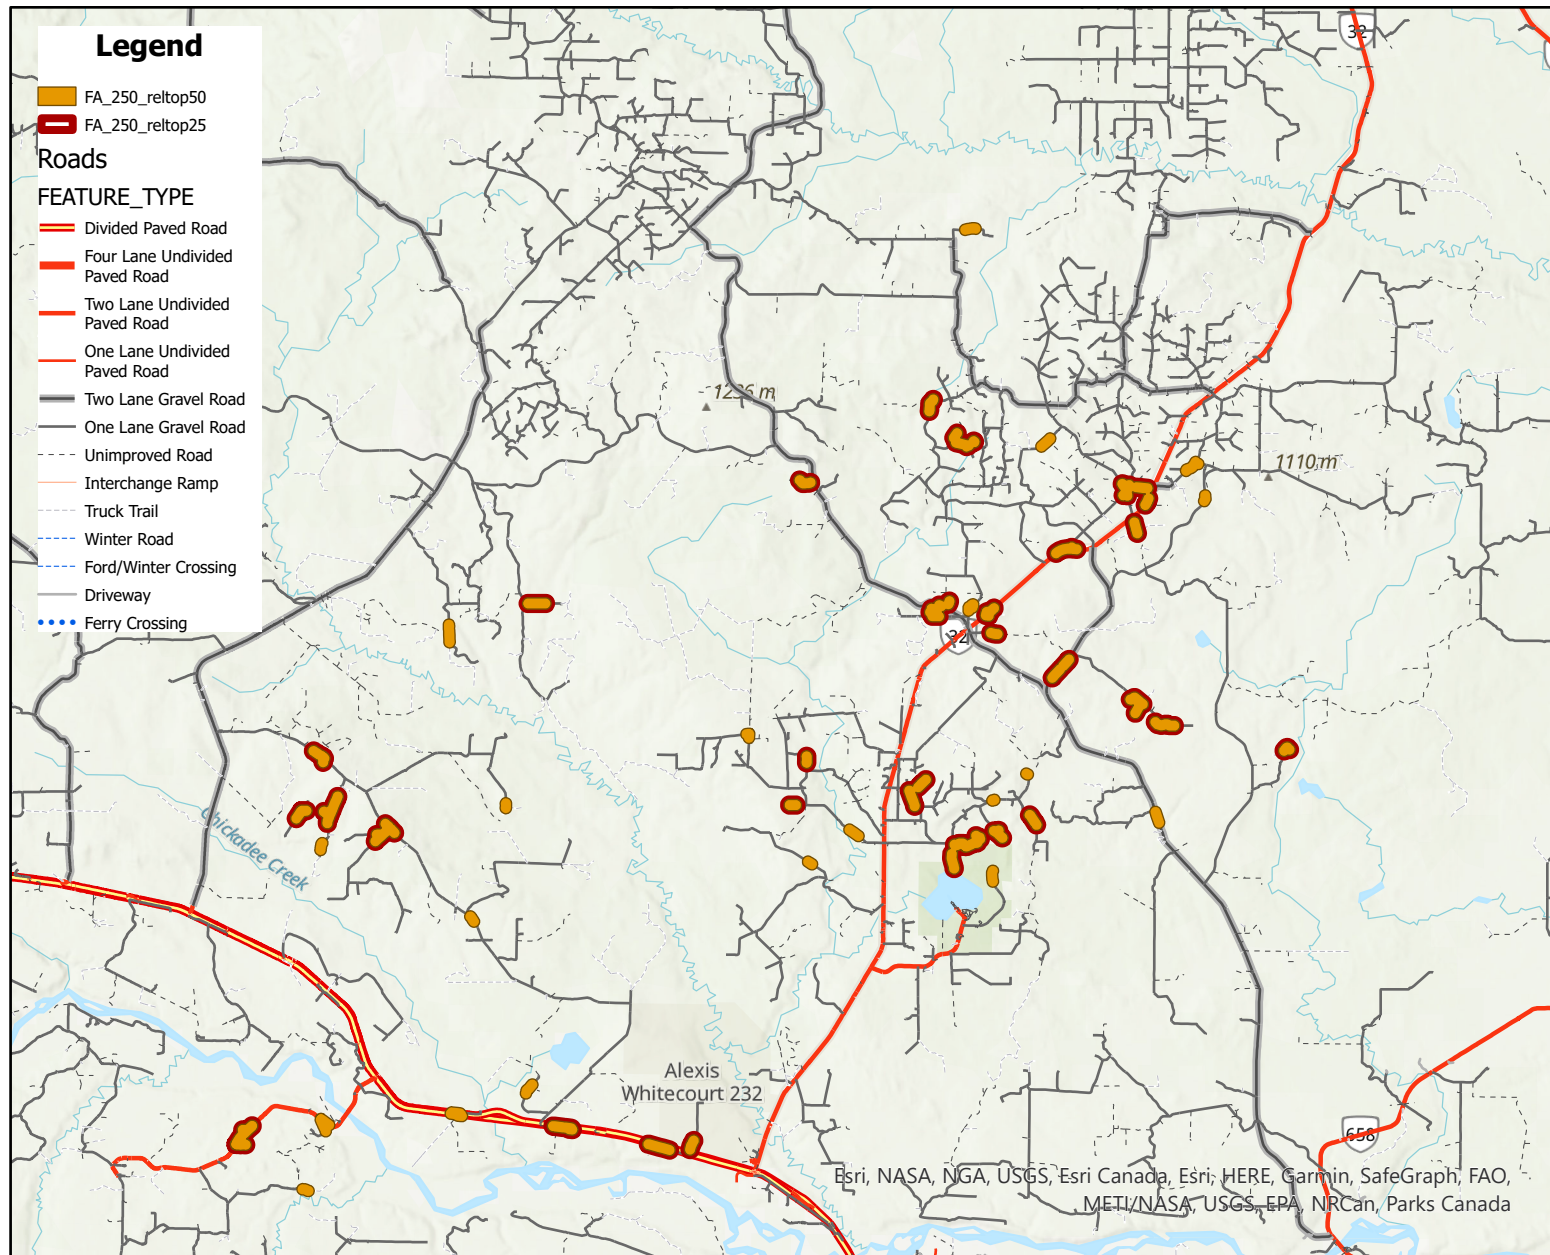 Legend
FA_250_reltop50
FA_250_reltop25
Roads
FEATURE_TYPE
Divided Paved Road
Four Lane Undivided
Paved Road
Two Lane Undivided
Paved Road
One Lane Undivided
Paved Road
Two Lane Gravel Road
One Lane Gravel Road
Unimproved Road
Interchange Ramp
Truck Trail
Winter Road
Ford/Winter Crossing
Driveway
Ferry Crossing
32
1236 m
1110 m
32
Chickadee Creek
Alexis
Whitecourt 232
658
Esri, NASA, NGA, USGS, Esri Canada, Esri, HERE, Garmin, SafeGraph, FAO,
METI/NASA, USGS, EPA, NRCan, Parks Canada